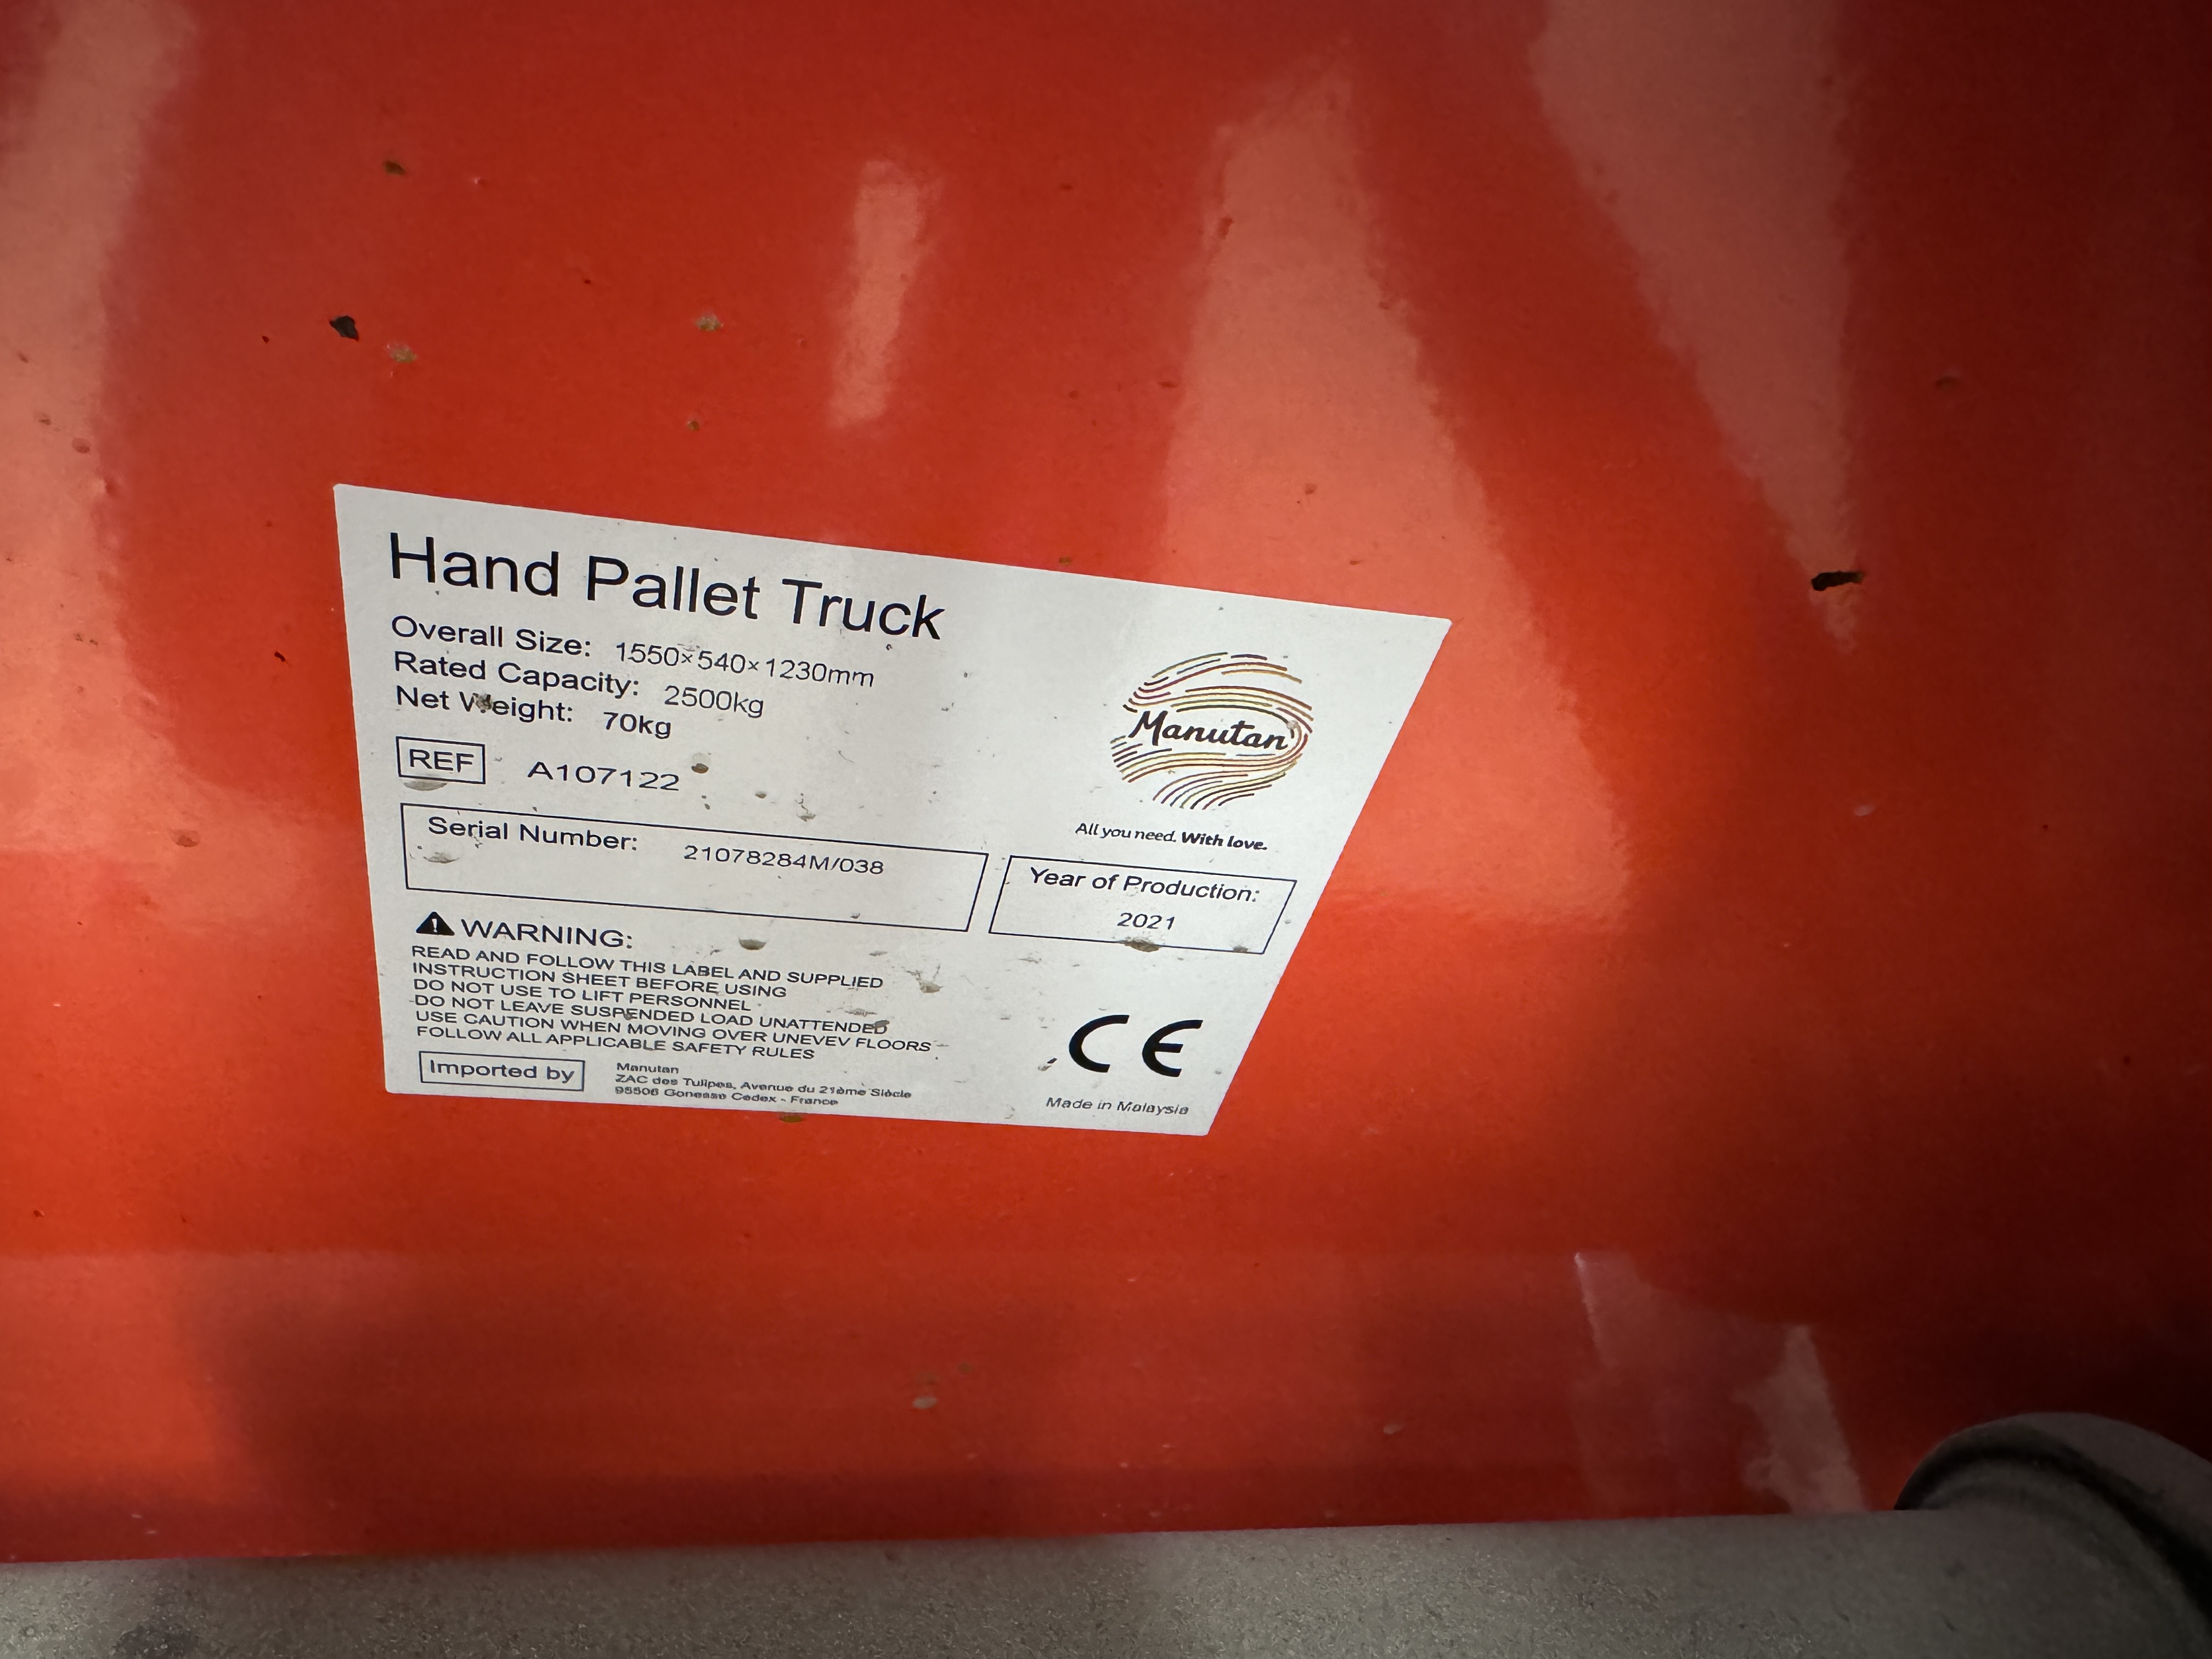 Hand Pallet Truck
Overall Size: 1550×540×1230mm
Rated Capacity: 2500kg
Net Weight: 70kg
REF A107122
Manutan
All you need. With love.
Serial Number: 21078284M/038
Year of Production:
2021
WARNING:
READ AND FOLLOW THIS LABEL AND SUPPLIED
INSTRUCTION SHEET BEFORE USING
DO NOT USE TO LIFT PERSONNEL
DO NOT LEAVE SUSPENDED LOAD UNATTENDED
USE CAUTION WHEN MOVING OVER UNEVEV FLOORS
FOLLOW ALL APPLICABLE SAFETY RULES
Imported by
Manutan
ZAC des Tulipes, Avenue du 21ème Siècle
95506 Gonesse Cedex - France
CE
Made in Malaysia